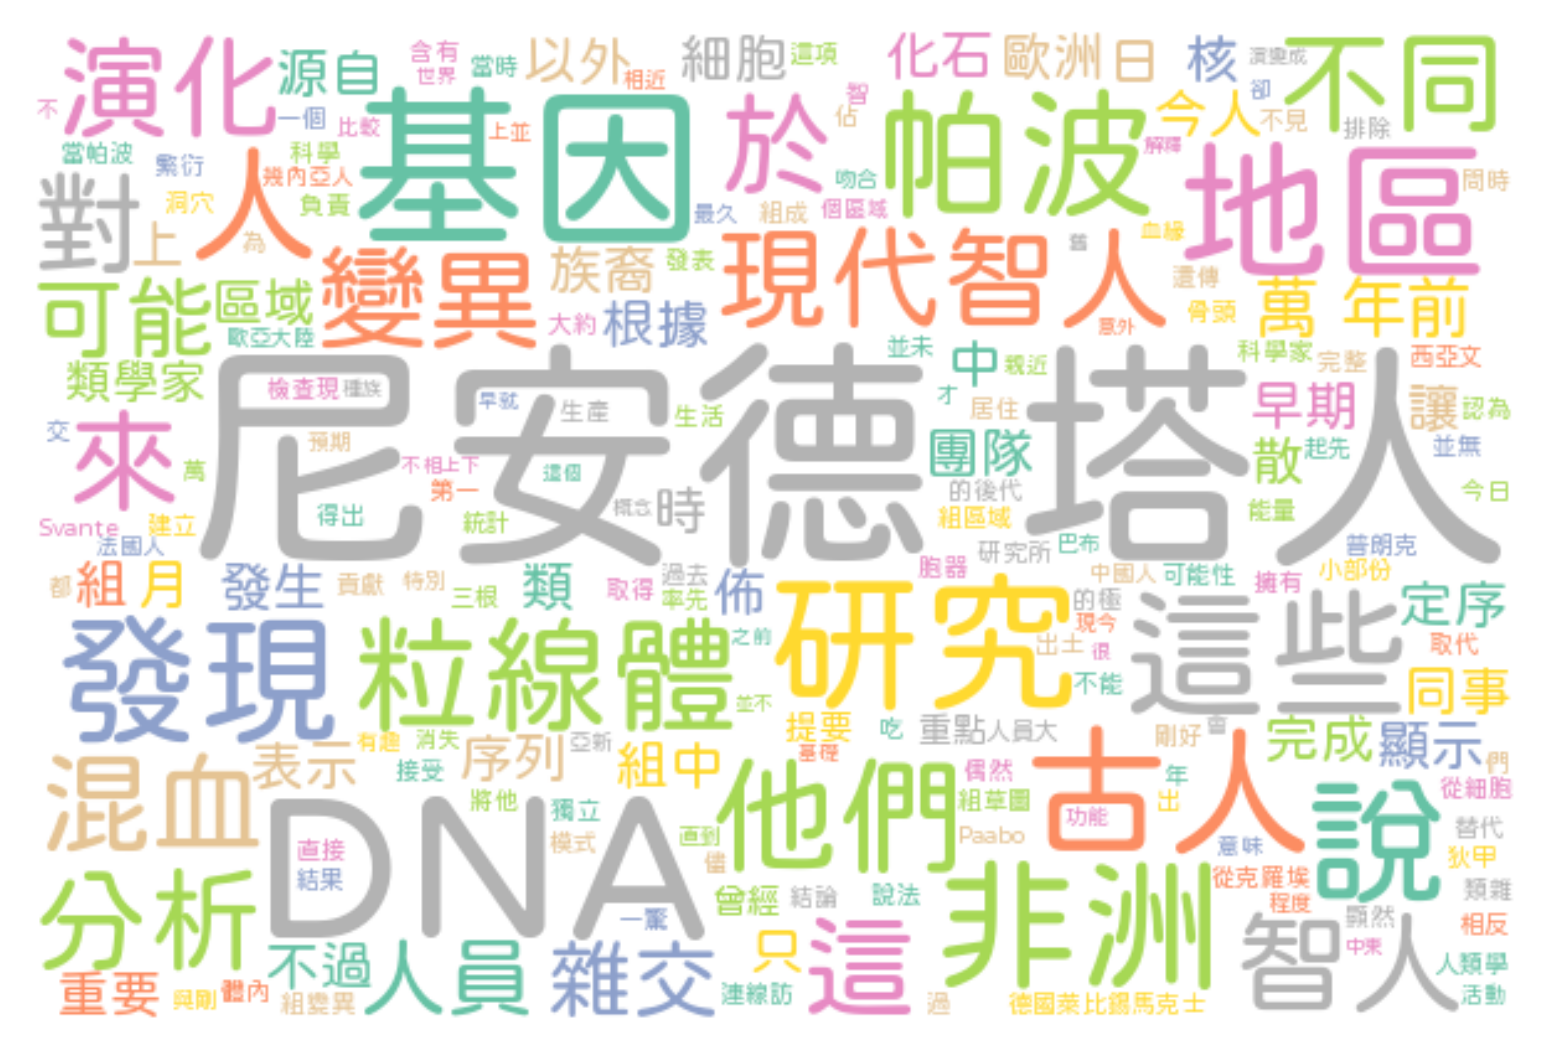 演化
源自
含有
世界
當時
以外
相近
細胞
這項
化石
歐洲
日
核
演變成
不同
不
一個
比較
基因
上並
於
智
佔
帕波
今人
卻
不見
排除
解釋
當帕波
繁衍
科學
幾內亞人
對
人
洞穴
負責
上
為
吻合
最久
組成
個區域
地區
同時
可能
區域
變異
族裔
發表
現代智人
舊
血緣
遺傳
萬
年前
歐亞大陸
大約
根據
意外
骨頭
類學家
檢查現
種族
尼安德塔人
早就
生產
生活
並未
中
親近
才
居住
科學家
完整
西亞文
早期
讓
認為
交
來
萬
預期
不相上下
第一
這個
概念
時
團隊
的後代
散
起先
並無
Svante
建立
得出
統計
組區域
能量
今日
法國人
研究所
巴布
普朗克
都
組
月
發生
貢獻
特別
三根
類
取得
過去
率先
佈
胞器
中國人
可能性
擁有
小部份
定序
發現
粒線體
之前
研究
的極
現今
出土
很
這些
取代
並不
不能
同事
混血
表示
有趣
消失
序列
亞新
組中
提要
基礎
吃
重點
人員大
剛好
會
完成
顯示
們
接受
將他
獨立
他們
偶然
組草圖
古人
年
出
功能
說
從細胞
DNA
直接
結果
模式
直到
儘
Paabo
意味
替代
狄甲
分析
一驚
曾經
結論
說法
非洲
從克羅埃
程度
類雜
重要
與剛
體內
不過
組變異
人員
雜交
連線訪
只
這
過
德國萊比錫馬克士
智人
顯然
中東
相反
人類學
活動